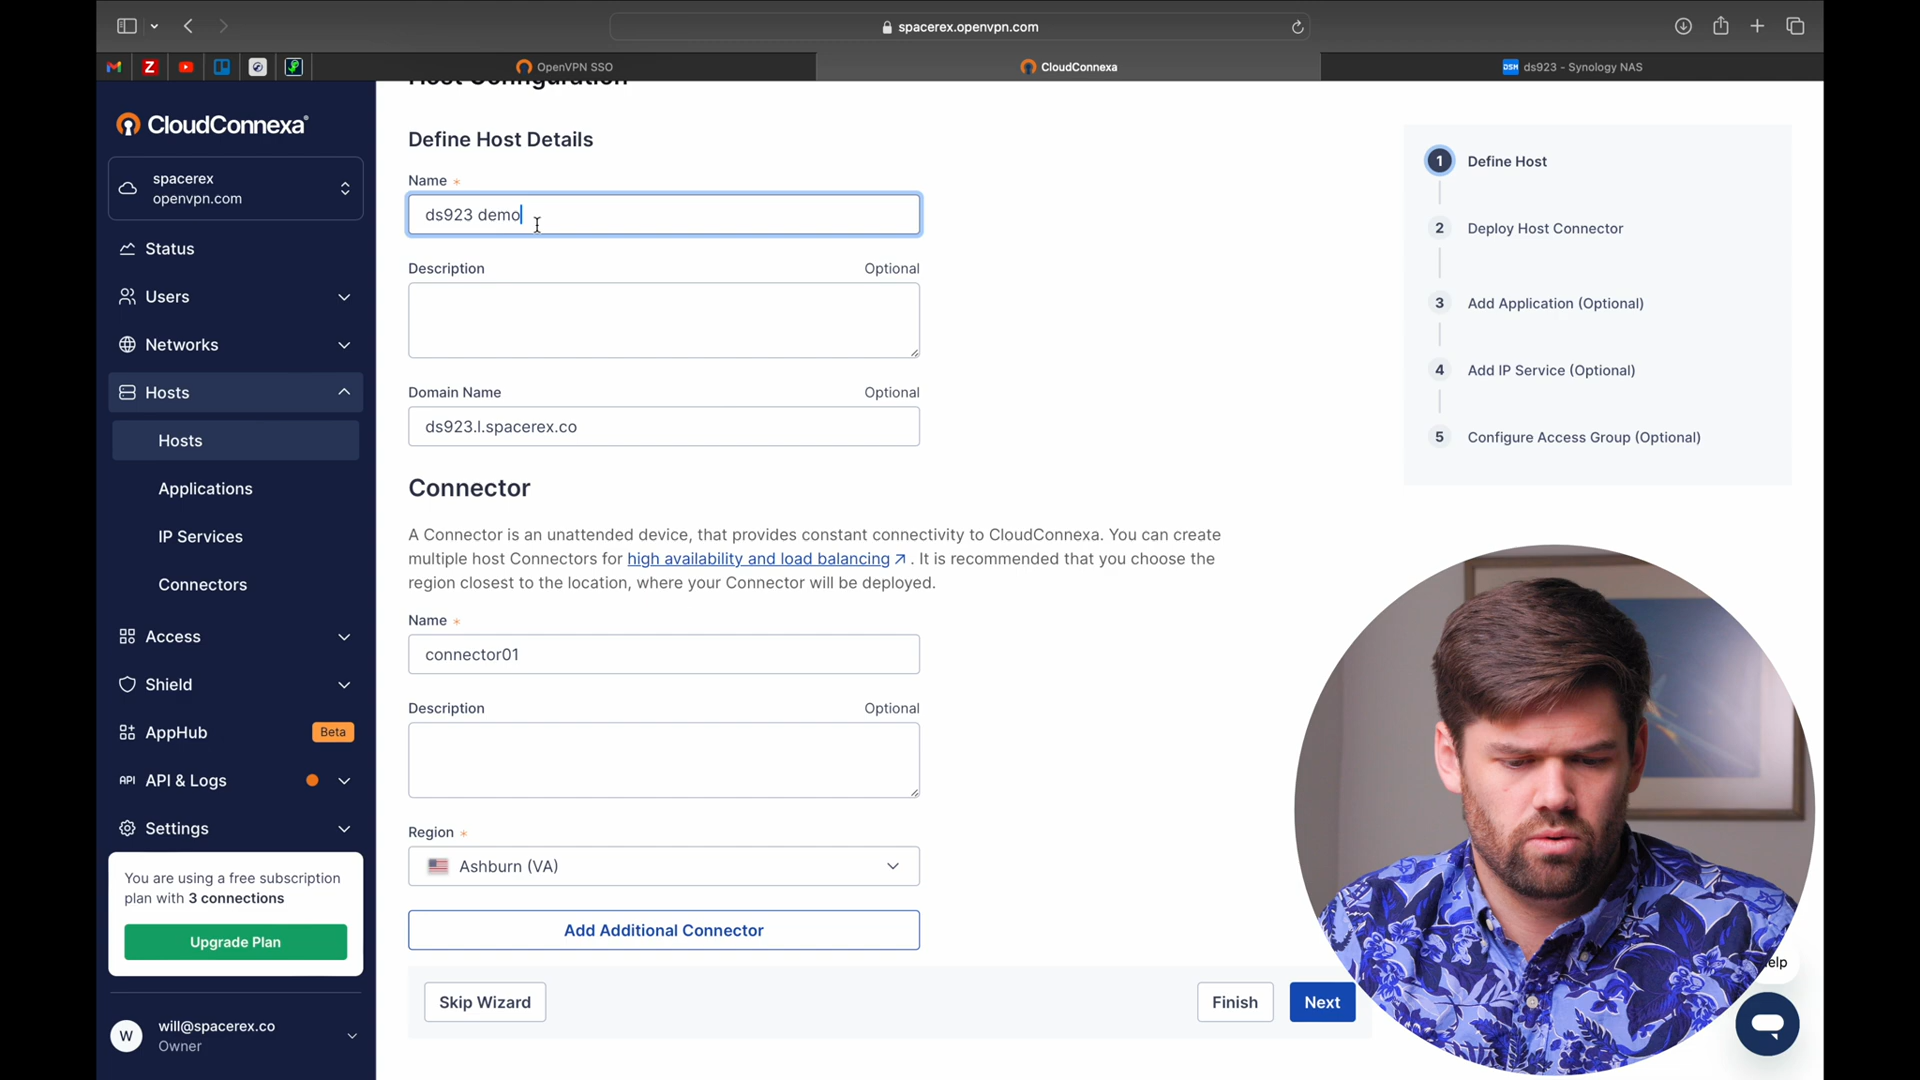 spacerex.openvpn.com
OpenVPN SSO
CloudConnexa
DSM ds923 - Synology NAS
CloudConnexa®
spacerex
openvpn.com
Status
Users
Networks
Hosts
Hosts
Applications
IP Services
Connectors
Access
Shield
AppHub Beta
API API & Logs
Settings
You are using a free subscription
plan with 3 connections
Upgrade Plan
W
will@spacerex.co
Owner
Host Configuration
Define Host Details
Name *
ds923 demo
Description Optional
Domain Name Optional
ds923.l.spacerex.co
Connector
A Connector is an unattended device, that provides constant connectivity to CloudConnexa. You can create
multiple host Connectors for high availability and load balancing ↗ . It is recommended that you choose the
region closest to the location, where your Connector will be deployed.
Name *
connector01
Description Optional
Region *
Ashburn (VA)
Add Additional Connector
Skip Wizard
Finish
Next
1 Define Host
2 Deploy Host Connector
3 Add Application (Optional)
4 Add IP Service (Optional)
5 Configure Access Group (Optional)